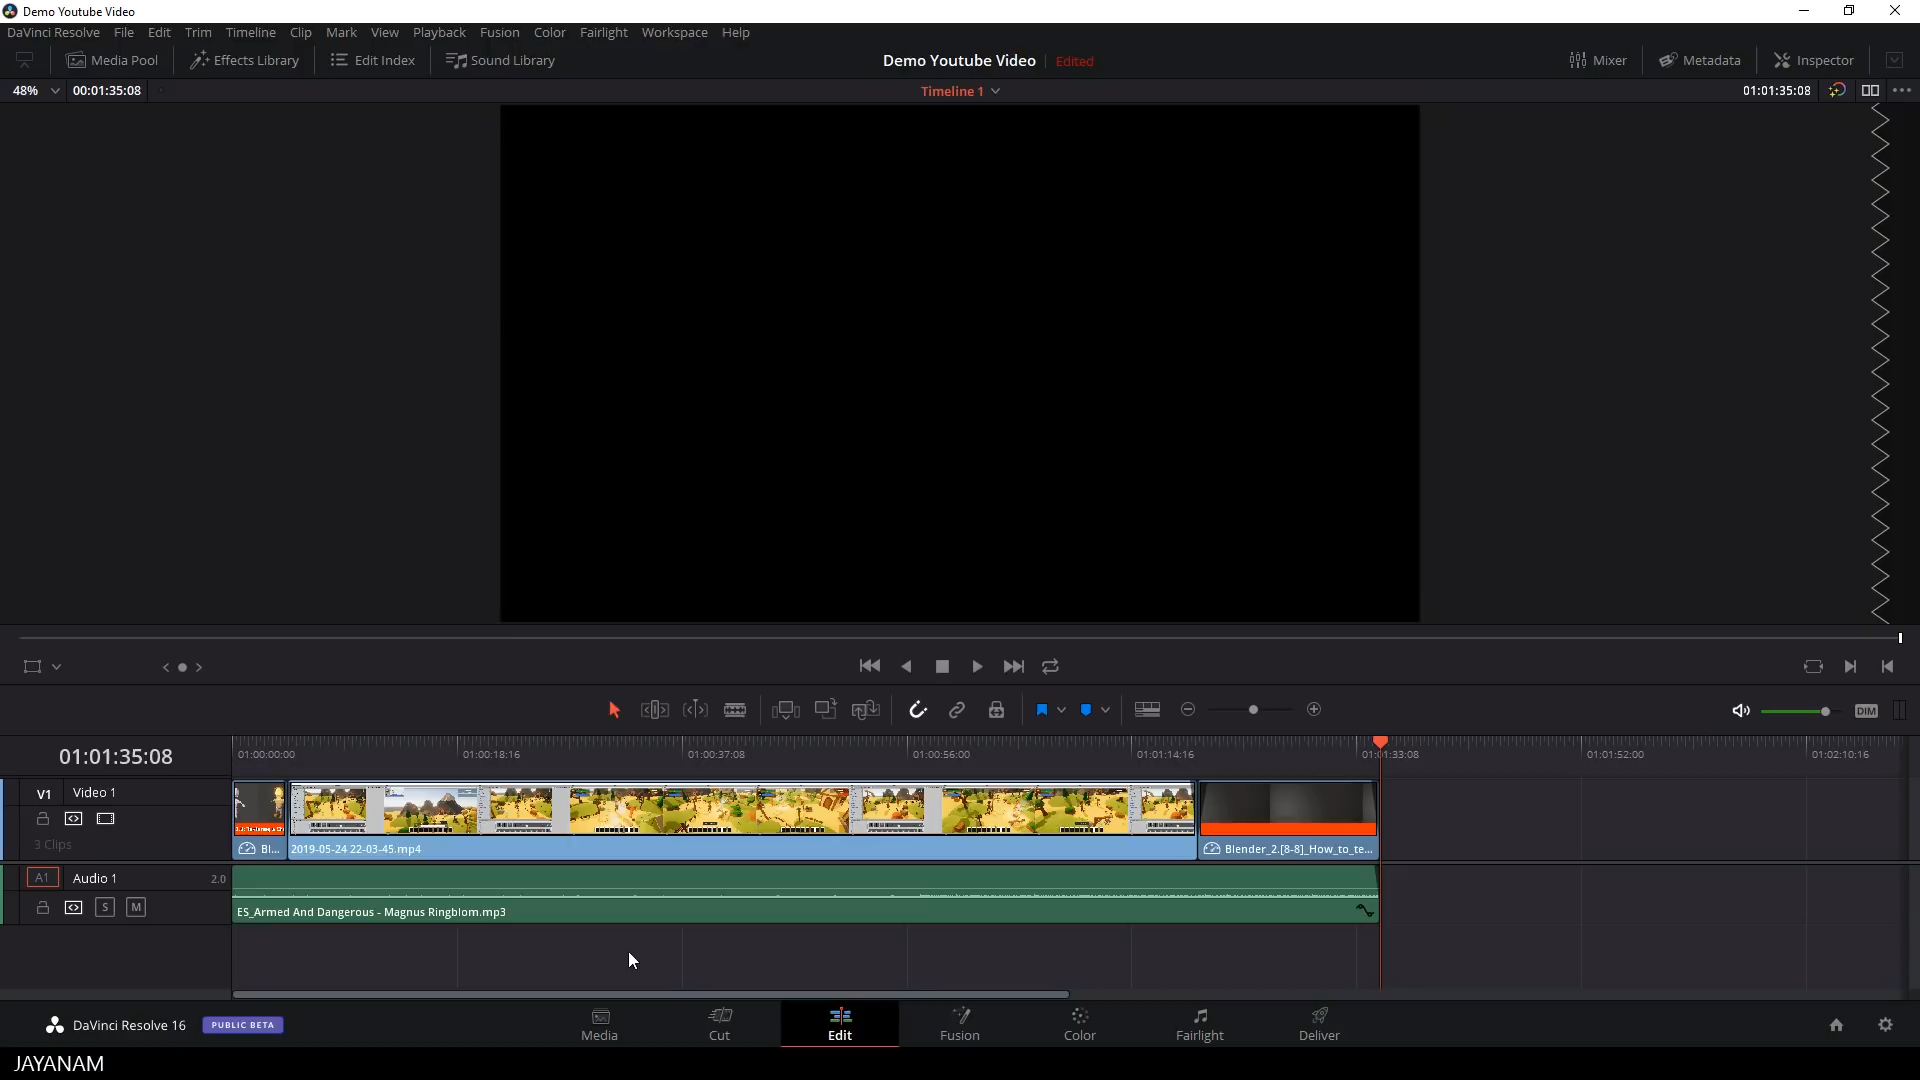 Demo Youtube Video
DaVinci Resolve File Edit Trim Timeline Clip Mark View Playback Fusion Color Fairlight Workspace Help
Media Pool Effects Library Edit Index Sound Library Demo Youtube Video Edited Mixer Metadata Inspector
48% 00:01:35:08 Timeline 1 01:01:35:08
DIM
01:01:35:08 01:00:00:00 01:00:18:16 01:00:37:08 01:00:56:00 01:01:14:16 01:01:33:08 01:01:52:00 01:02:10:16
V1 Video 1
3 Clips Bl... 2019-05-24 22-03-45.mp4 Blender_2.[8-8]_How_to_te...
A1 Audio 1 2.0
S M ES_Armed And Dangerous - Magnus Ringblom.mp3
DaVinci Resolve 16 PUBLIC BETA Media Cut Edit Fusion Color Fairlight Deliver
JAYANAM